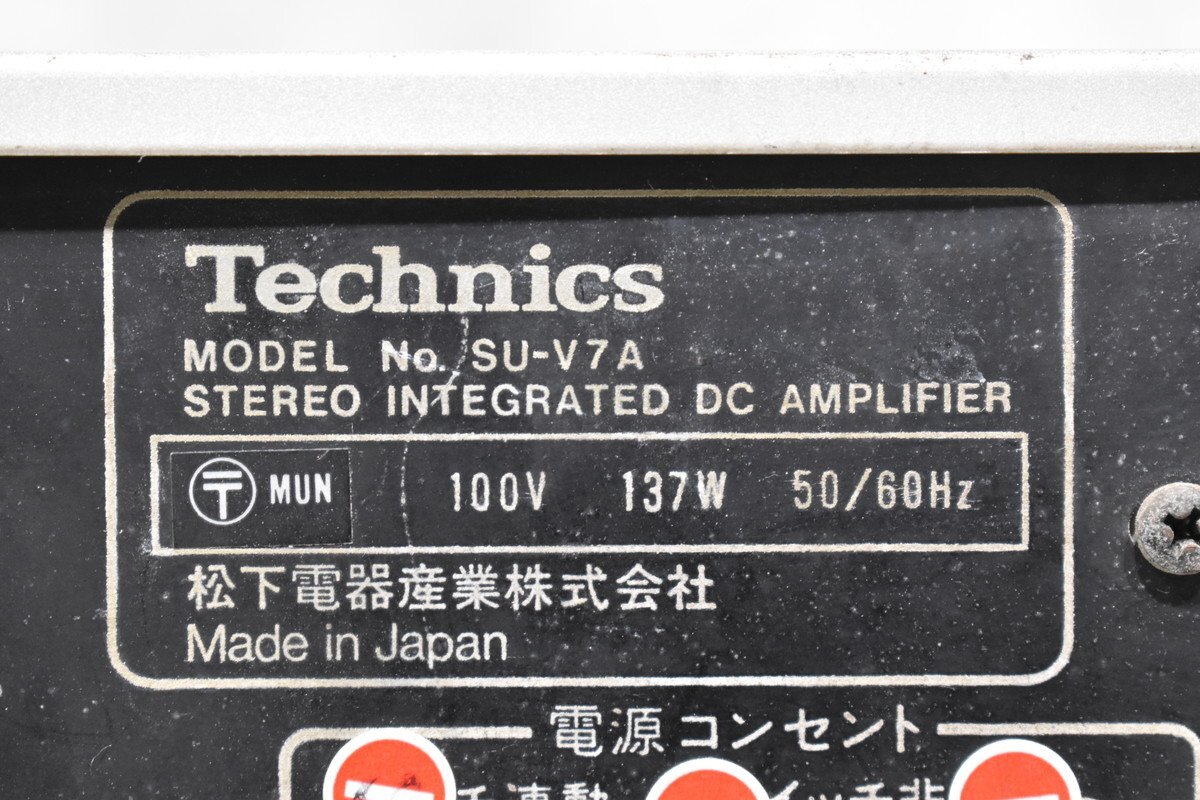 Technics
MODEL No. SU-V7A
STEREO INTEGRATED DC AMPLIFIER
〒 MUN 100V 137W 50/60Hz
松下電器産業株式会社
Made in Japan
電源コンセント